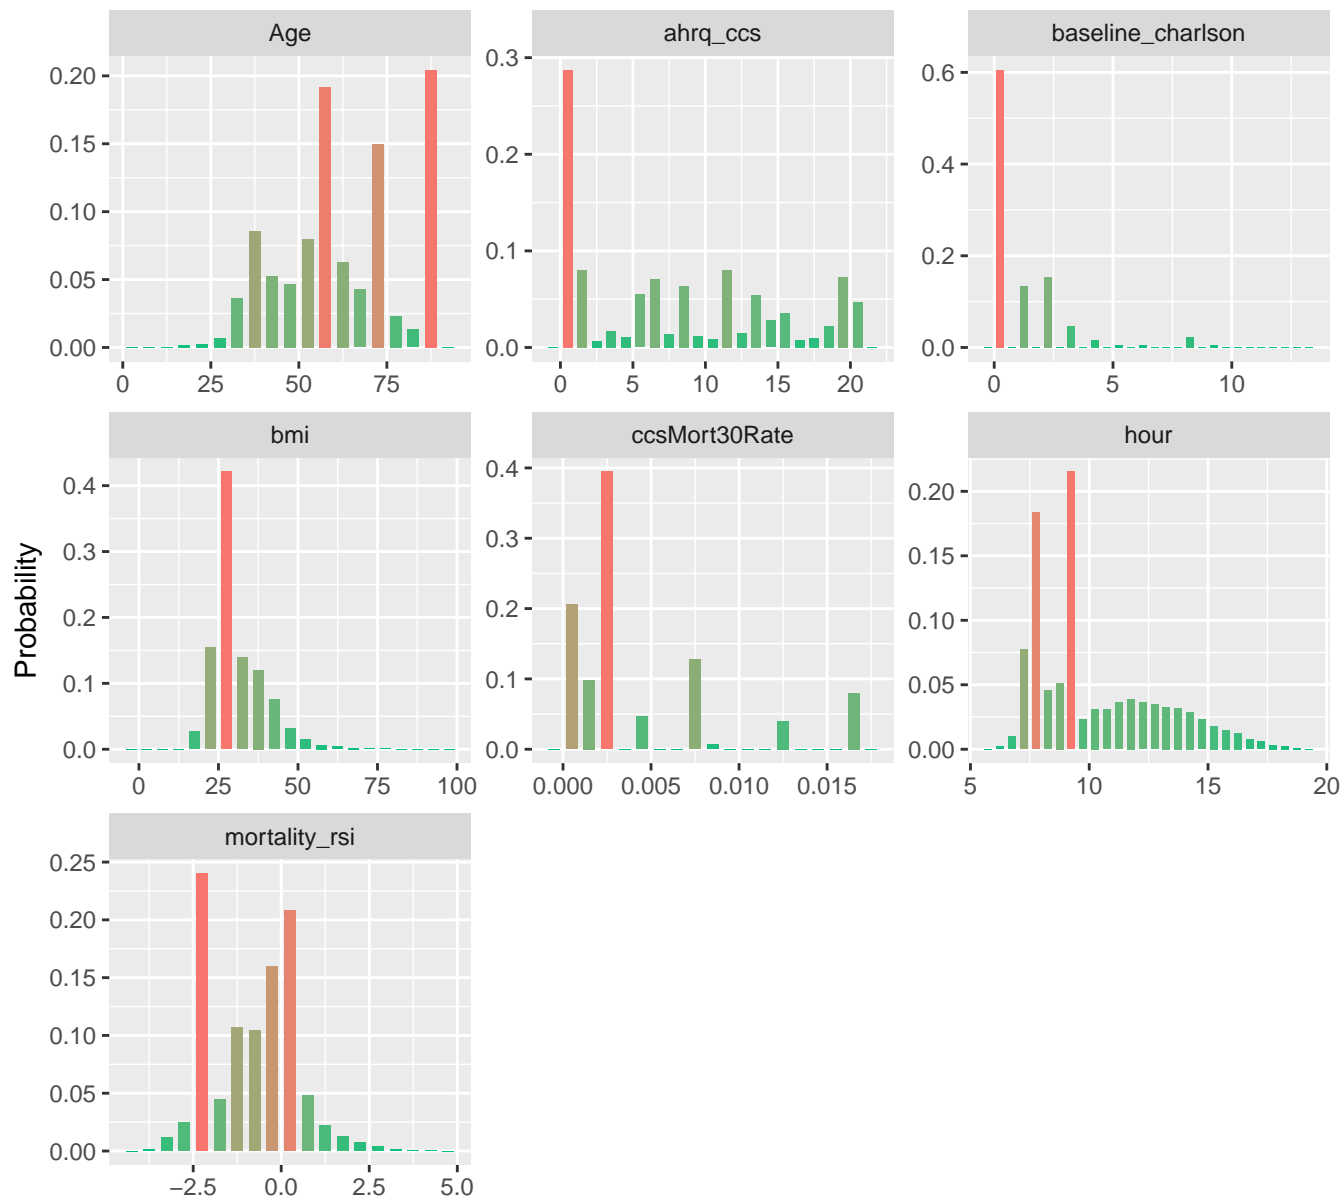 Age
ahrq_ccs
baseline_charlson
0.20
0.15
0.10
0.05
0.00
0 25 50 75
0.3
0.2
0.1
0.0
0 5 10 15 20
0.6
0.4
0.2
0.0
0 5 10
bmi
ccsMort30Rate
hour
Probability
0.4
0.3
0.2
0.1
0.0
0 25 50 75 100
0.4
0.3
0.2
0.1
0.0
0.000 0.005 0.010 0.015
0.20
0.15
0.10
0.05
0.00
5 10 15 20
mortality_rsi
0.25
0.20
0.15
0.10
0.05
0.00
−2.5 0.0 2.5 5.0